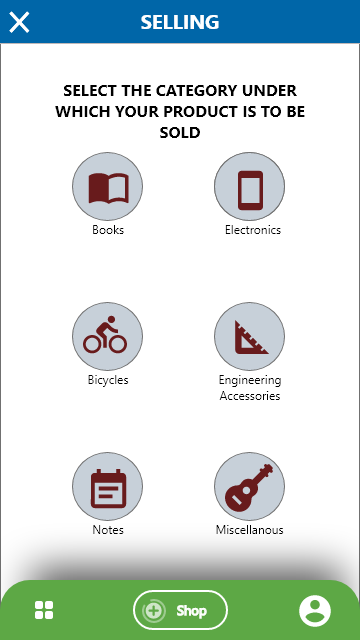 SELLING
SELECT THE CATEGORY UNDER
WHICH YOUR PRODUCT IS TO BE
SOLD
Books
Electronics
Bicycles
Engineering
Accessories
Notes
Miscellanous
Shop